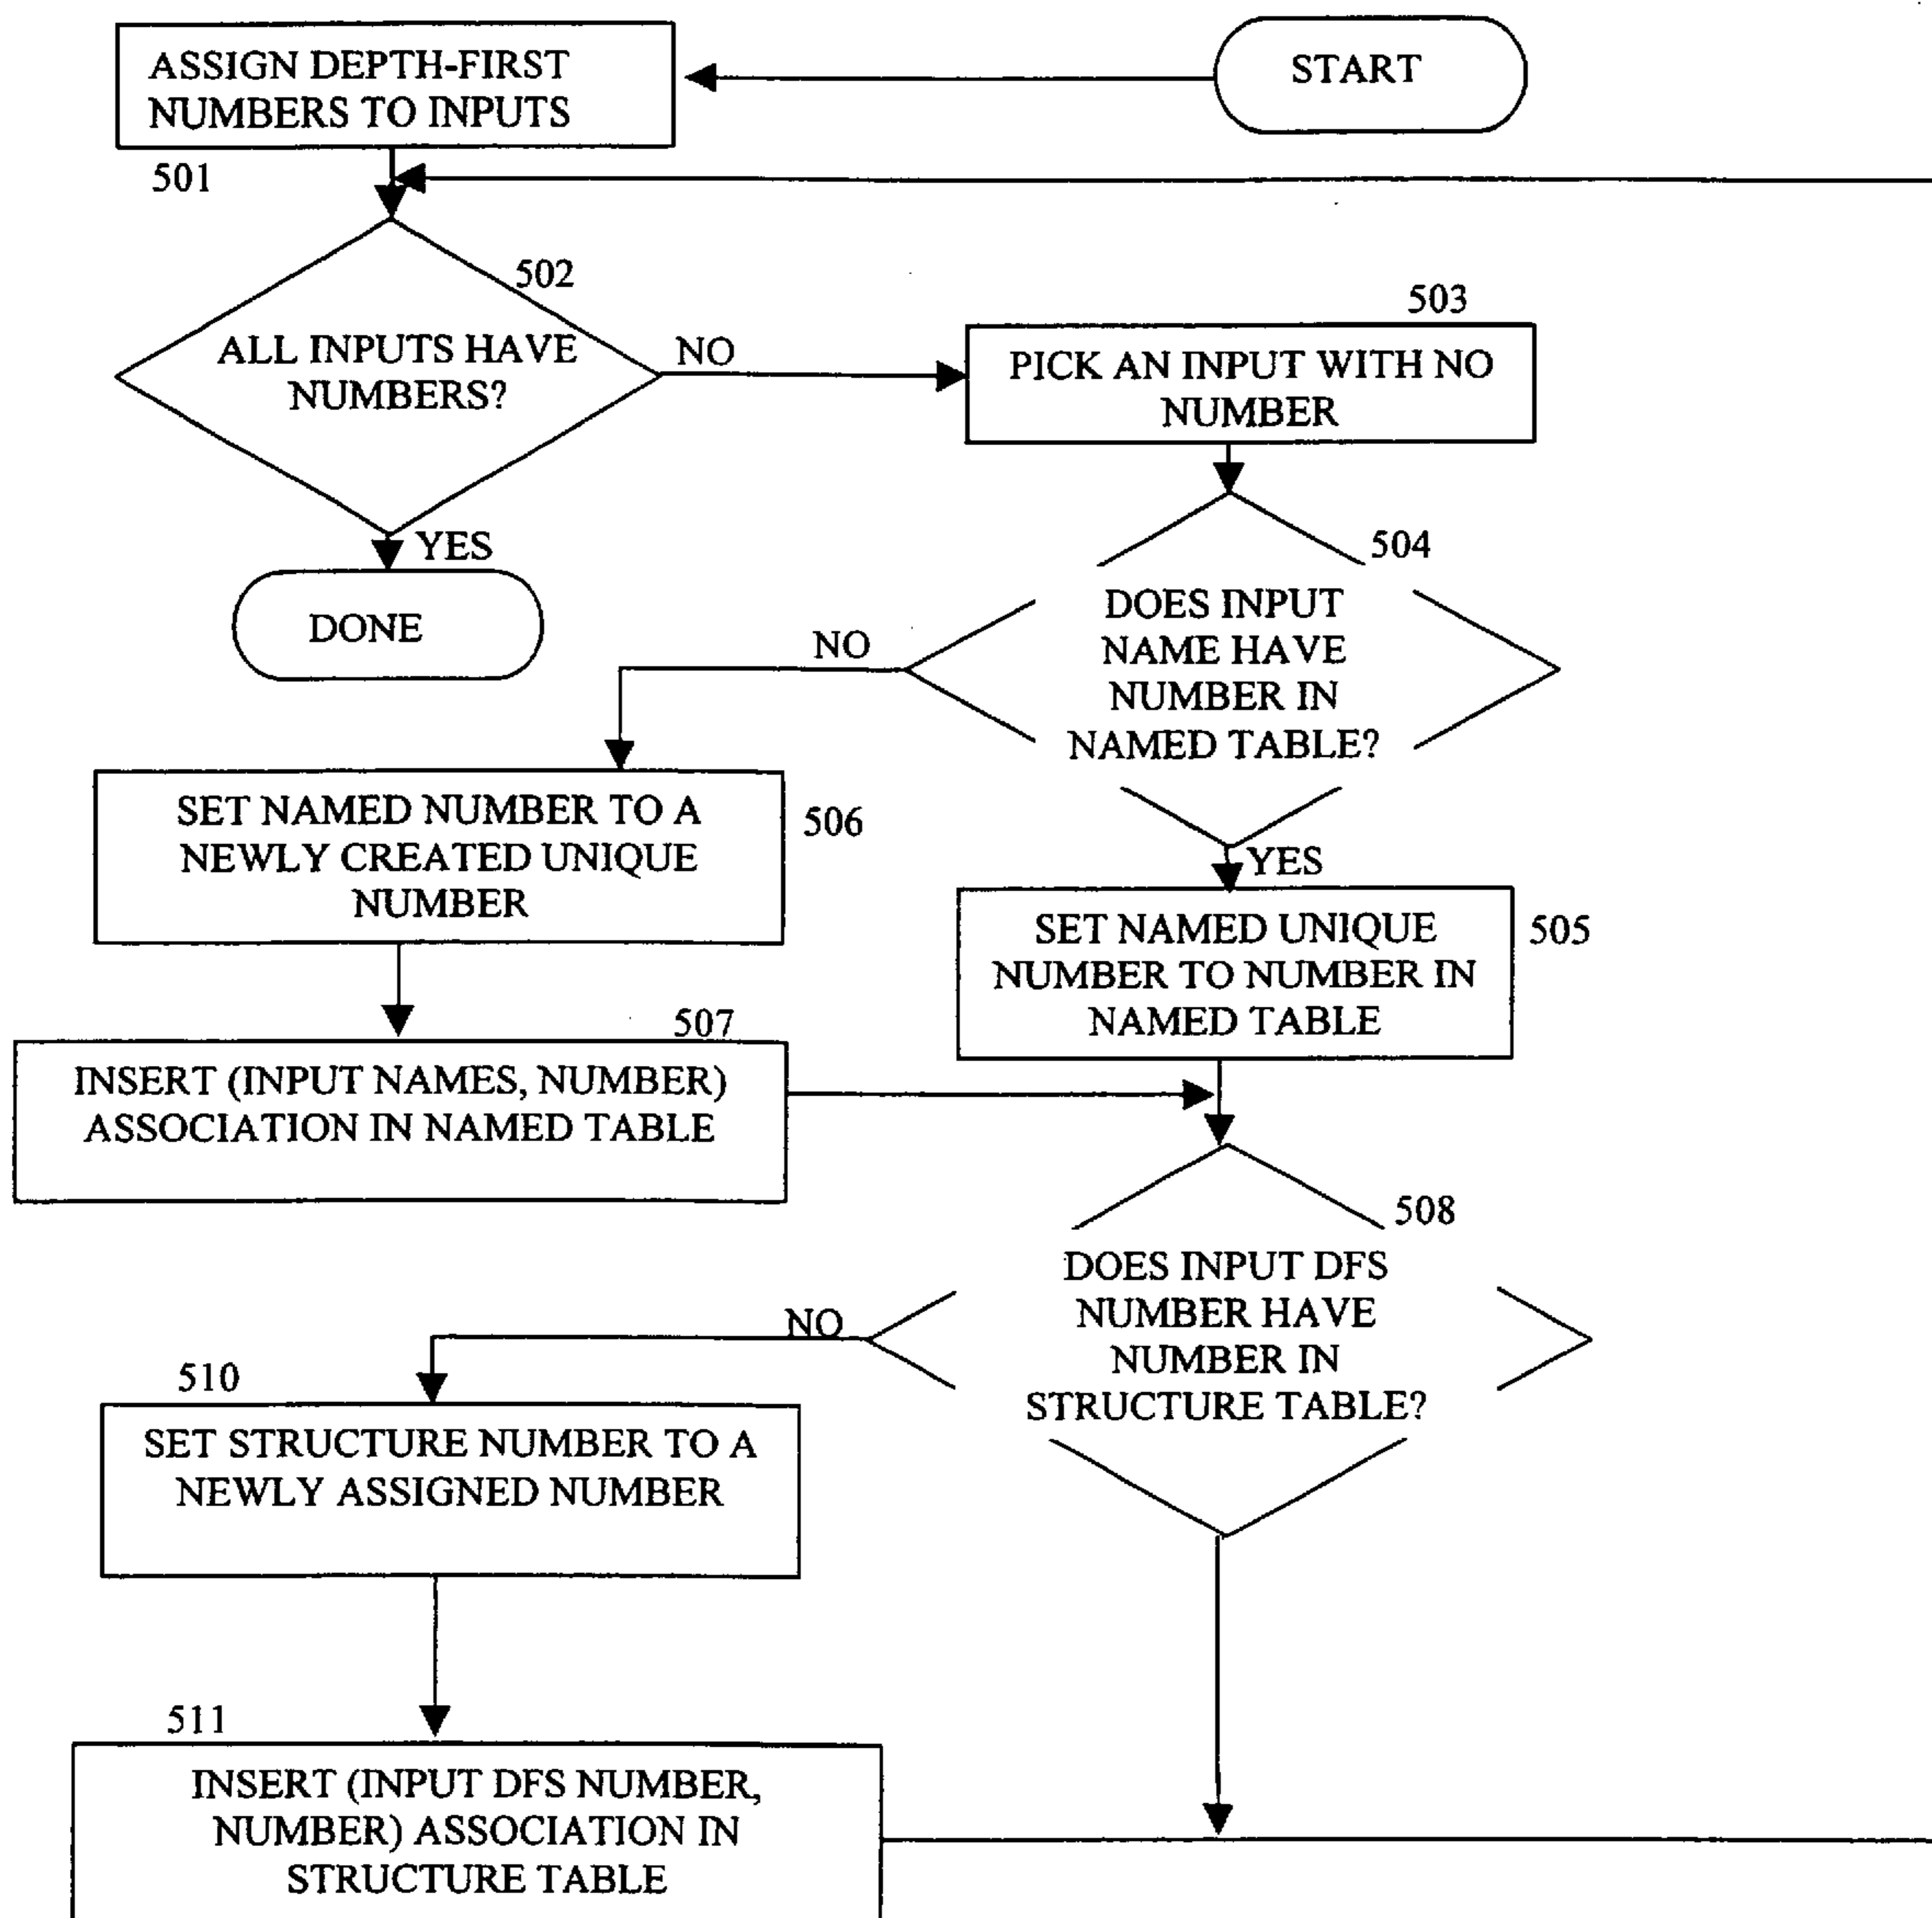 START
ASSIGN DEPTH-FIRST
NUMBERS TO INPUTS
501
502
ALL INPUTS HAVE
NUMBERS?
NO
YES
DONE
503
PICK AN INPUT WITH NO
NUMBER
504
DOES INPUT
NAME HAVE
NUMBER IN
NAMED TABLE?
NO
YES
SET NAMED NUMBER TO A
NEWLY CREATED UNIQUE
NUMBER
506
SET NAMED UNIQUE
NUMBER TO NUMBER IN
NAMED TABLE
505
507
INSERT (INPUT NAMES, NUMBER)
ASSOCIATION IN NAMED TABLE
508
DOES INPUT DFS
NUMBER HAVE
NUMBER IN
STRUCTURE TABLE?
NO
510
SET STRUCTURE NUMBER TO A
NEWLY ASSIGNED NUMBER
511
INSERT (INPUT DFS NUMBER,
NUMBER) ASSOCIATION IN
STRUCTURE TABLE